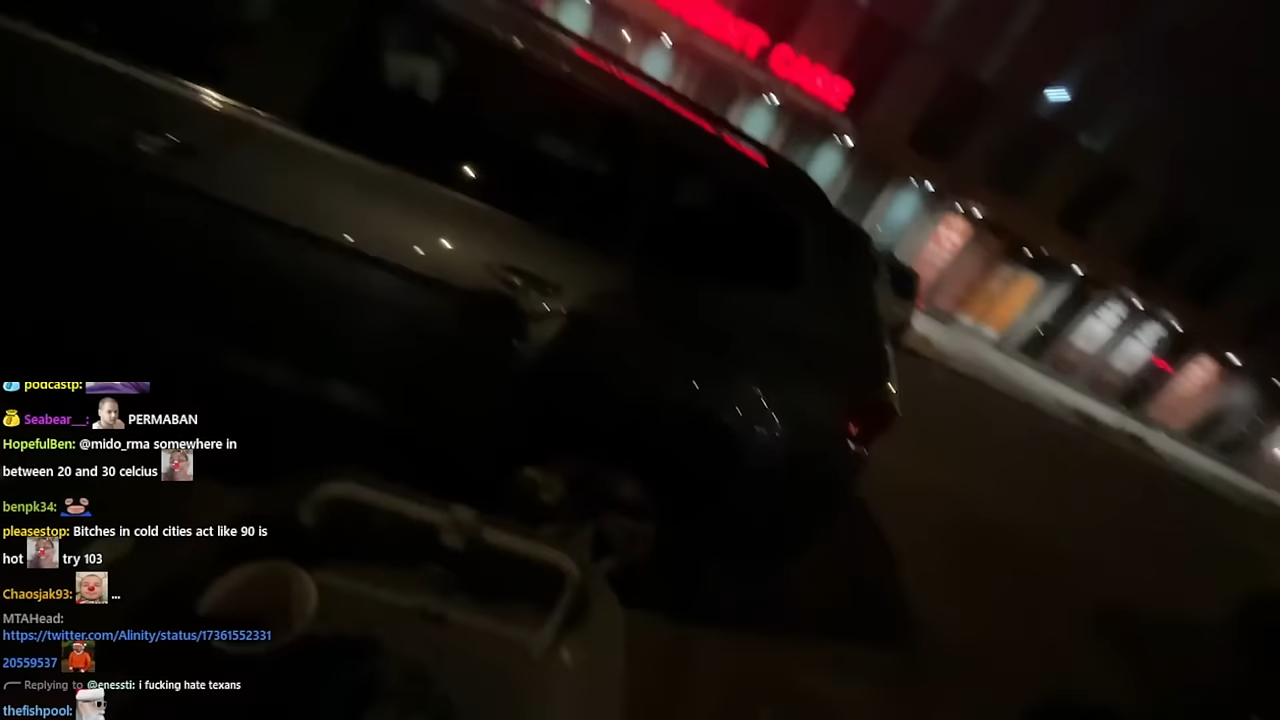 CASH
podcastp:
Seabear__: PERMABAN
HopefulBen: @mido_rma somewhere in
between 20 and 30 celcius
benpk34:
pleasestop: Bitches in cold cities act like 90 is
hot try 103
Chaosjak93: ...
MTAHead:
https://twitter.com/Alinity/status/17361552331
20559537
Replying to @enessti: i fucking hate texans
thefishpool: